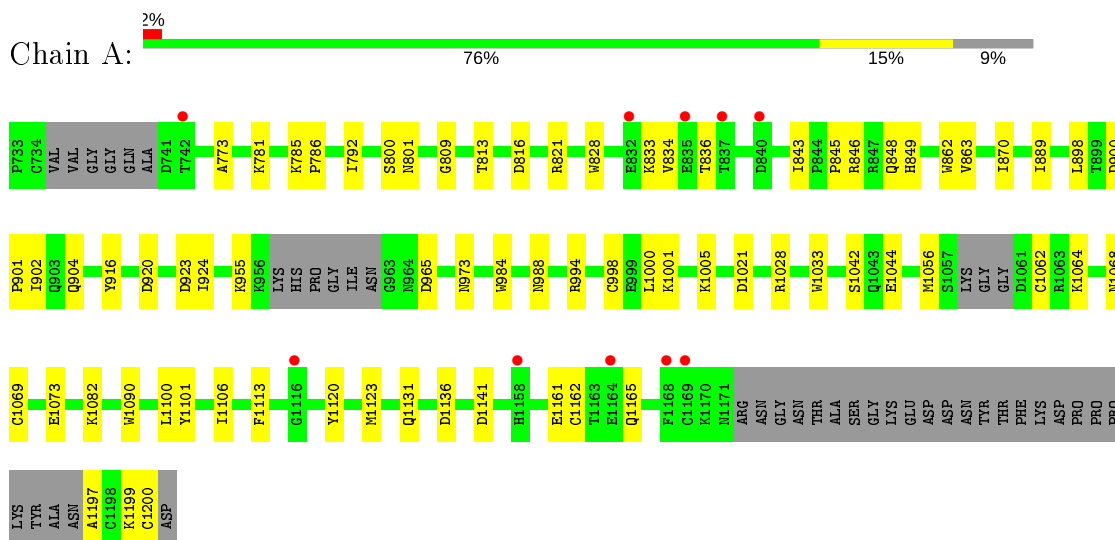 2%
Chain A:
76% 15% 9%
P733 C734 VAL VAL GLY GLY GLN ALA D741 T742 A773 K781 K785 P786 I792 S800 N801 G809 T813 D816 R821 W828 E832 K833 V834 E835 T836 T837 D840 I843 P844 P845 R846 R847 Q848 H849 W862 V863 I870 I889 L898 T899 D900
P901 I902 Q903 Q904 Y916 D920 D923 I924 K955 K956 LYS HIS PRO GLY ILE ASN G963 N964 D965 N973 W984 N988 R994 C998 E999 L1000 K1001 K1005 D1021 R1028 W1033 S1042 Q1043 E1044 M1056 S1057 LYS GLY GLY D1061 C1062 R1063 K1064 N1068
C1069 E1073 K1082 W1090 L1100 Y1101 I1106 F1113 G1116 Y1120 M1123 Q1131 D1136 D1141 H1158 E1161 C1162 T1163 E1164 Q1165 F1168 C1169 K1170 N1171 ARG ASN GLY ASN THR ALA SER GLY LYS GLU ASP ASP ASN TYR THR PHE LYS ASP PRO PRO PRO
LYS TYR ALA ASN A1197 C1198 K1199 C1200 ASP